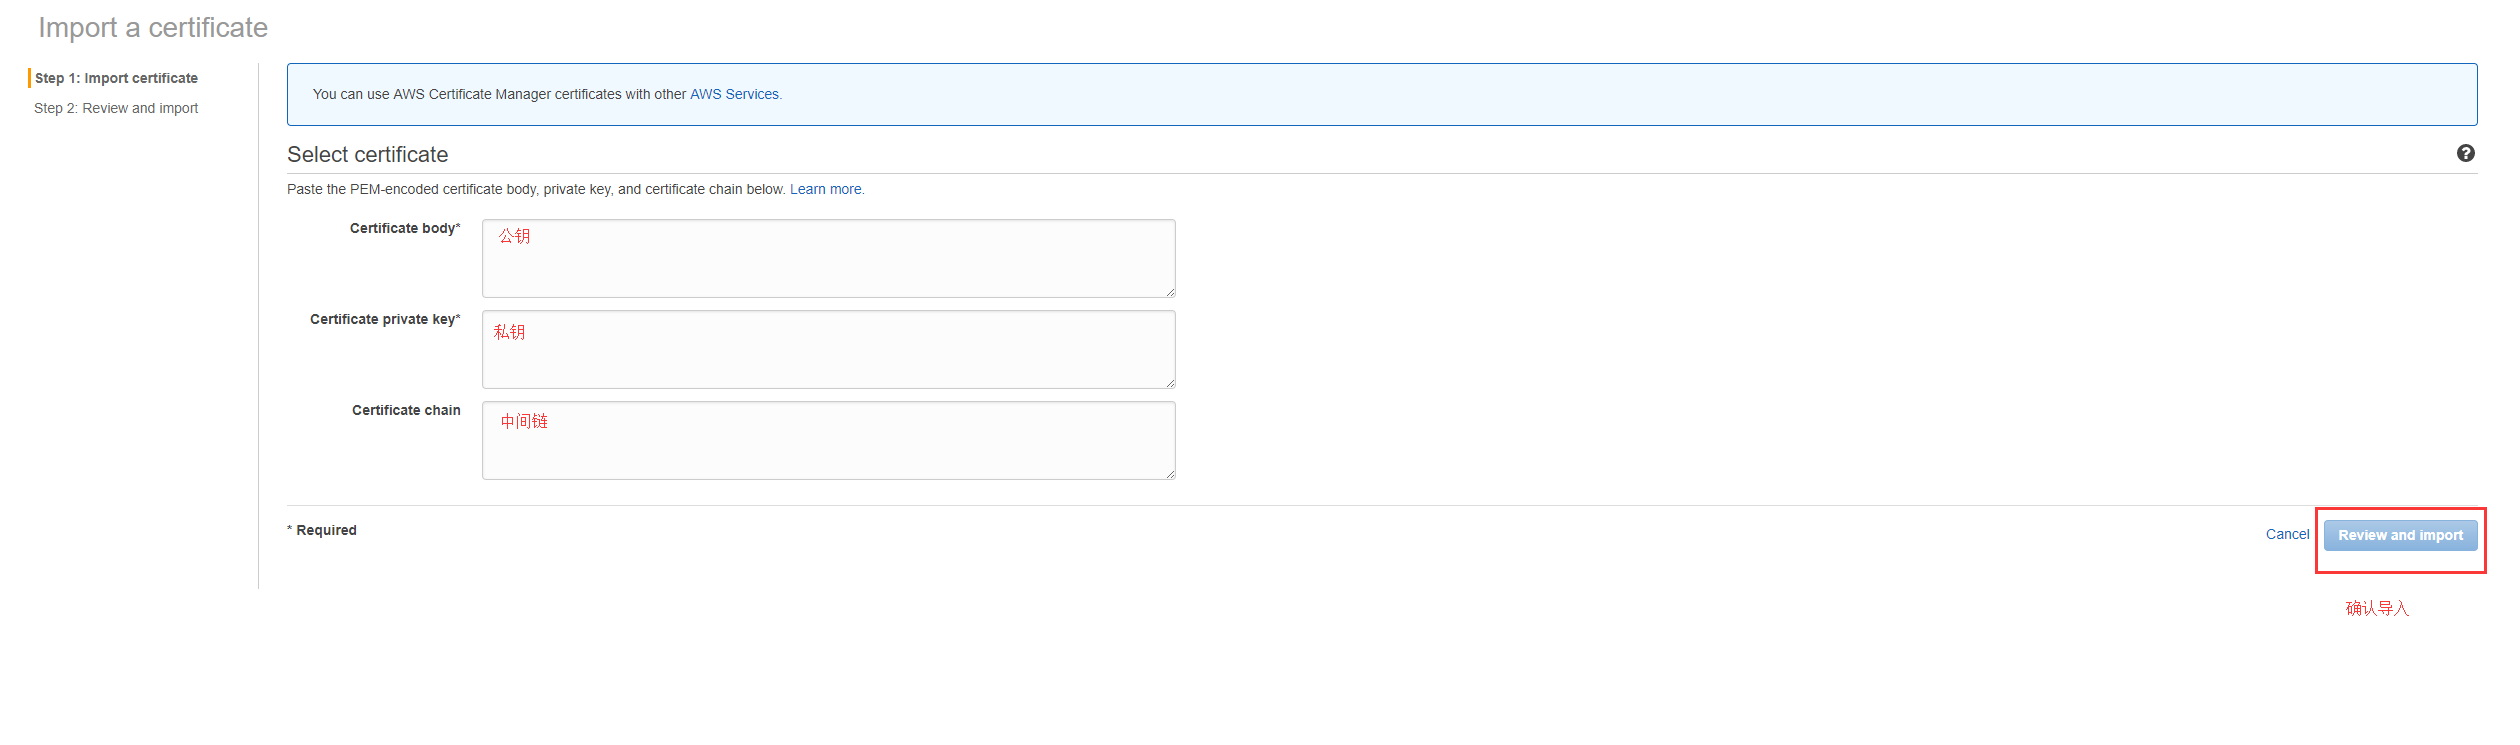 Import a certificate
Step 1: Import certificate
Step 2: Review and import
You can use AWS Certificate Manager certificates with other AWS Services.
Select certificate
Paste the PEM-encoded certificate body, private key, and certificate chain below. Learn more.
Certificate body*
公钥
Certificate private key*
私钥
Certificate chain
中间链
* Required
Cancel
Review and import
确认导入